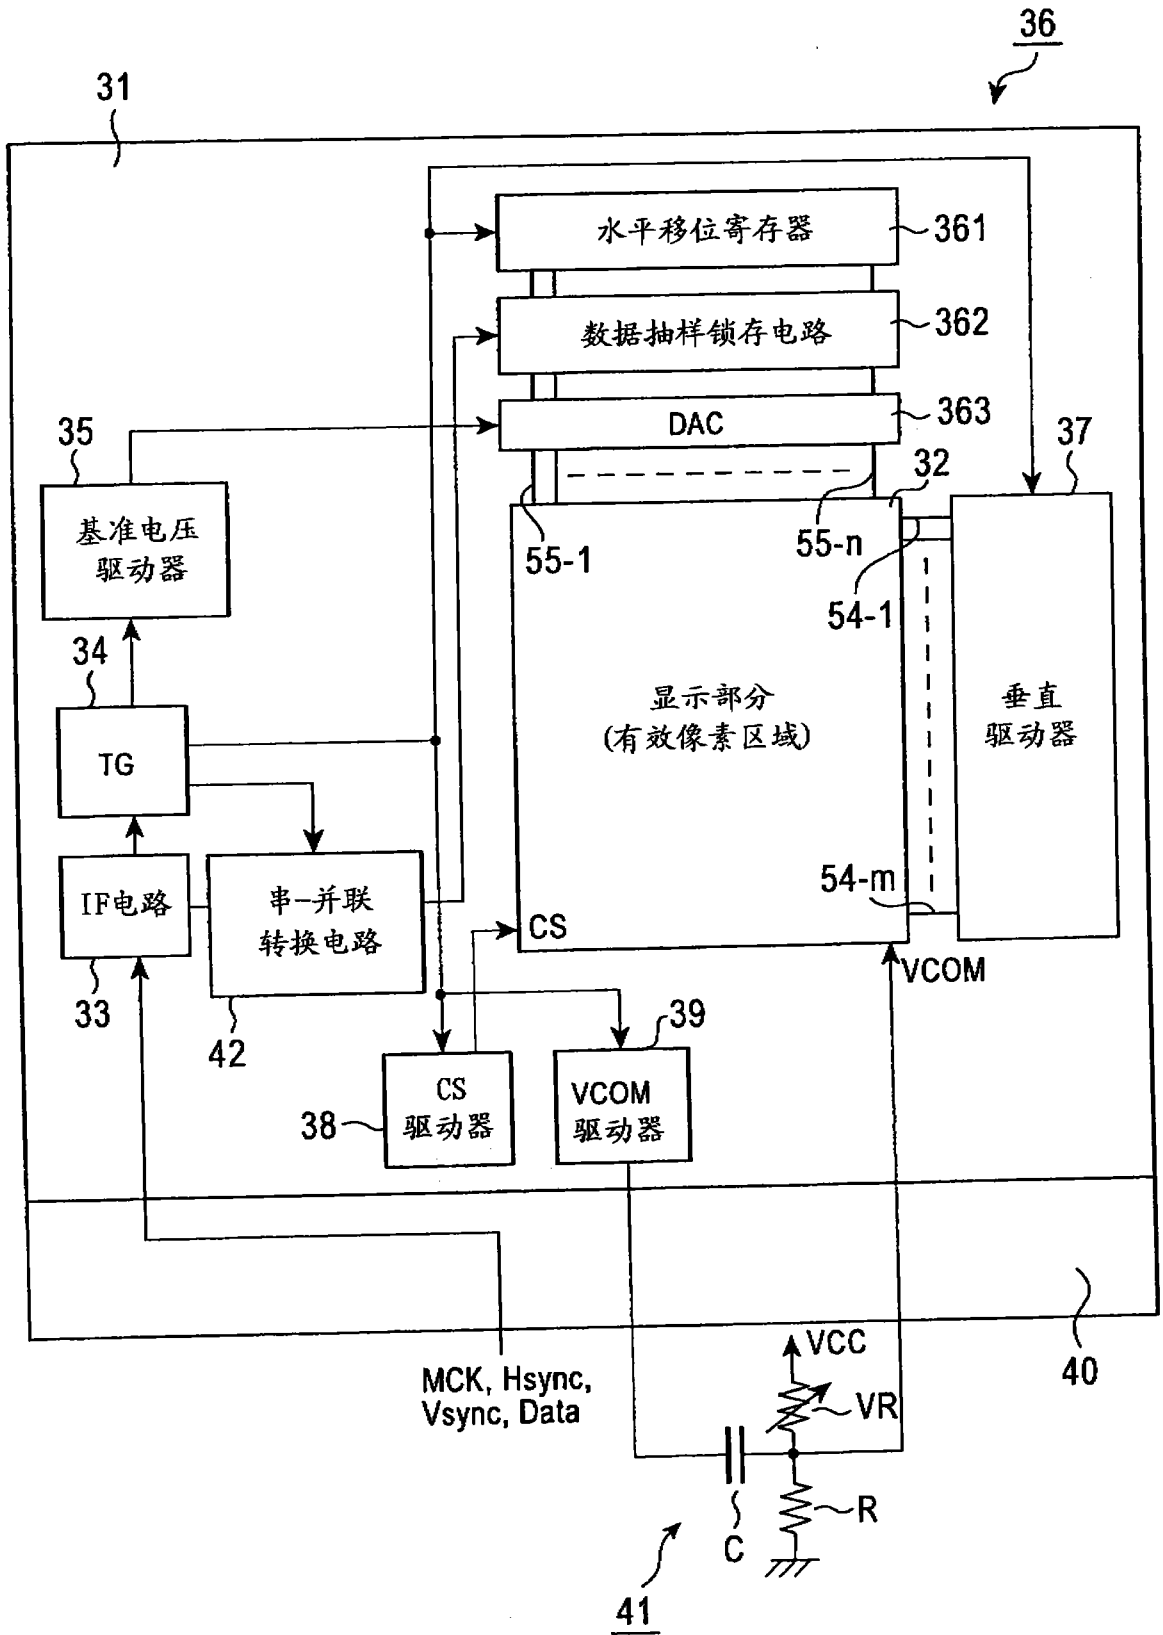 36
31
水平移位寄存器
361
数据抽样锁存电路
362
DAC
363
35
基准电压
驱动器
32
37
55-1
55-n
54-1
34
TG
显示部分
(有效像素区域)
垂直
驱动器
IF电路
串-并联
转换电路
54-m
CS
VCOM
33
42
39
CS
驱动器
38
VCOM
驱动器
40
MCK, Hsync,
Vsync, Data
VCC
VR
C
R
41